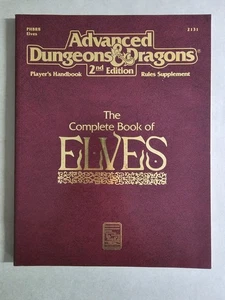 PHBR8
Elves
2131
Advanced
Dungeons & Dragons®
2nd Edition
Player's Handbook
Rules Supplement
The
Complete Book of
ELVES